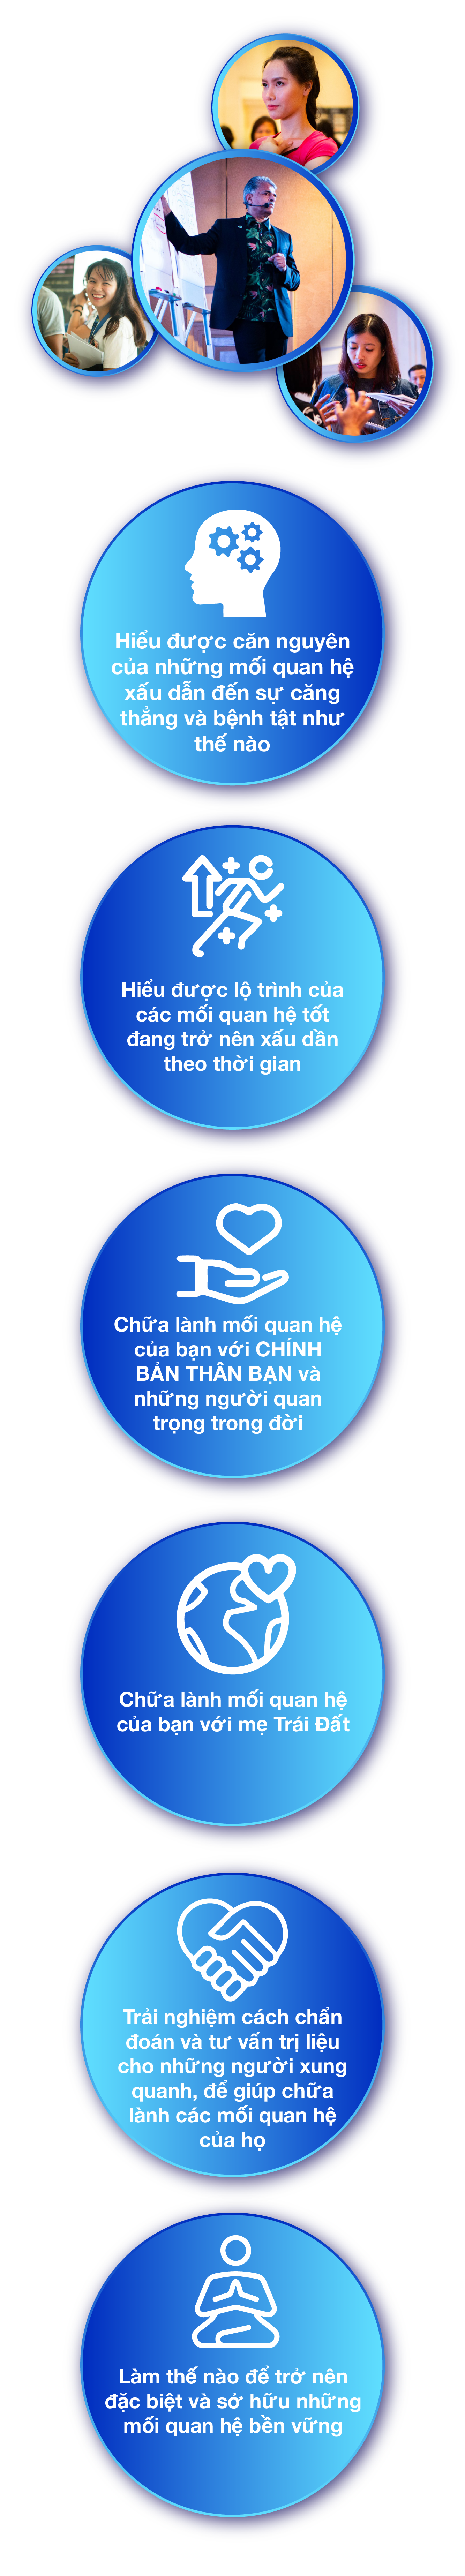 Hiểu được căn nguyên
của những mối quan hệ
xấu dẫn đến sự căng
thẳng và bệnh tật như
thế nào
Hiểu được lộ trình của
các mối quan hệ tốt
đang trở nên xấu dần
theo thời gian
Chữa lành mối quan hệ
của bạn với CHÍNH
BẢN THÂN BẠN và
những người quan
trọng trong đời
Chữa lành mối quan hệ
của bạn với mẹ Trái Đất
Trải nghiệm cách chẩn
đoán và tư vấn trị liệu
cho những người xung
quanh, để giúp chữa
lành các mối quan hệ
của họ
Làm thế nào để trở nên
đặc biệt và sở hữu những
mối quan hệ bền vững